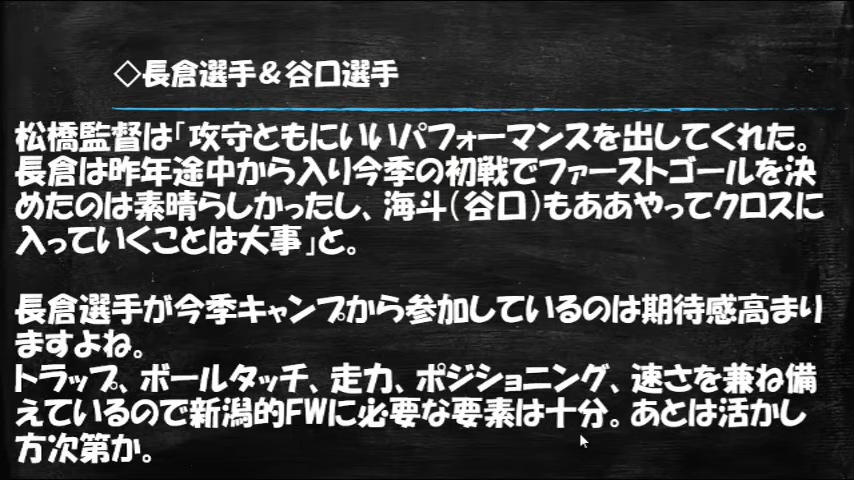 ◇長倉選手＆谷口選手
松橋監督は「攻守ともにいいパフォーマンスを出してくれた。
長倉は昨年途中から入り今季の初戦でファーストゴールを決
めたのは素晴らしかったし、海斗（谷口）もああやってクロスに
入っていくことは大事」と。
長倉選手が今季キャンプから参加しているのは期待感高まり
ますよね。
トラップ、ボールタッチ、走力、ポジショニング、速さを兼ね備
えているので新潟的FWに必要な要素は十分。あとは活かし
方次第か。